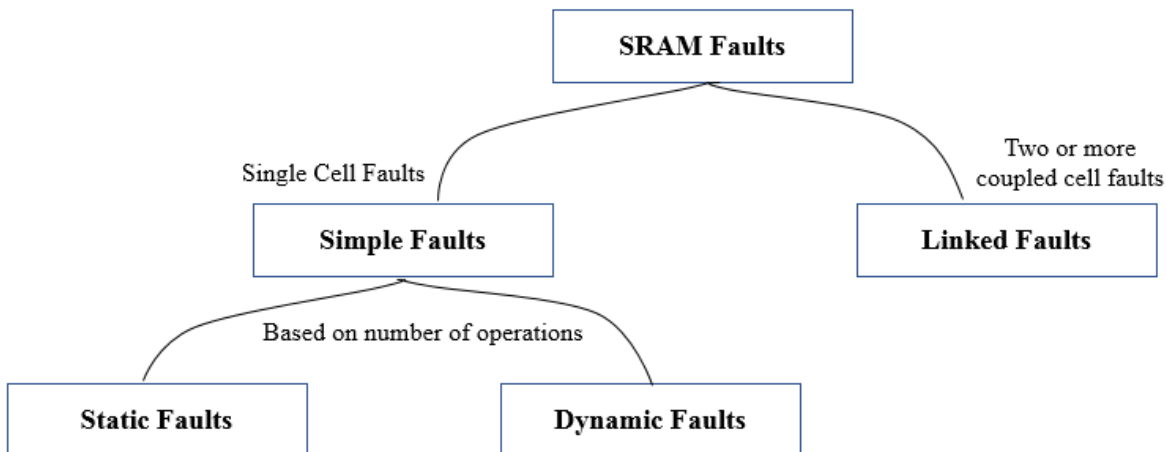 SRAM Faults
Single Cell Faults
Two or more
coupled cell faults
Simple Faults
Linked Faults
Based on number of operations
Static Faults
Dynamic Faults